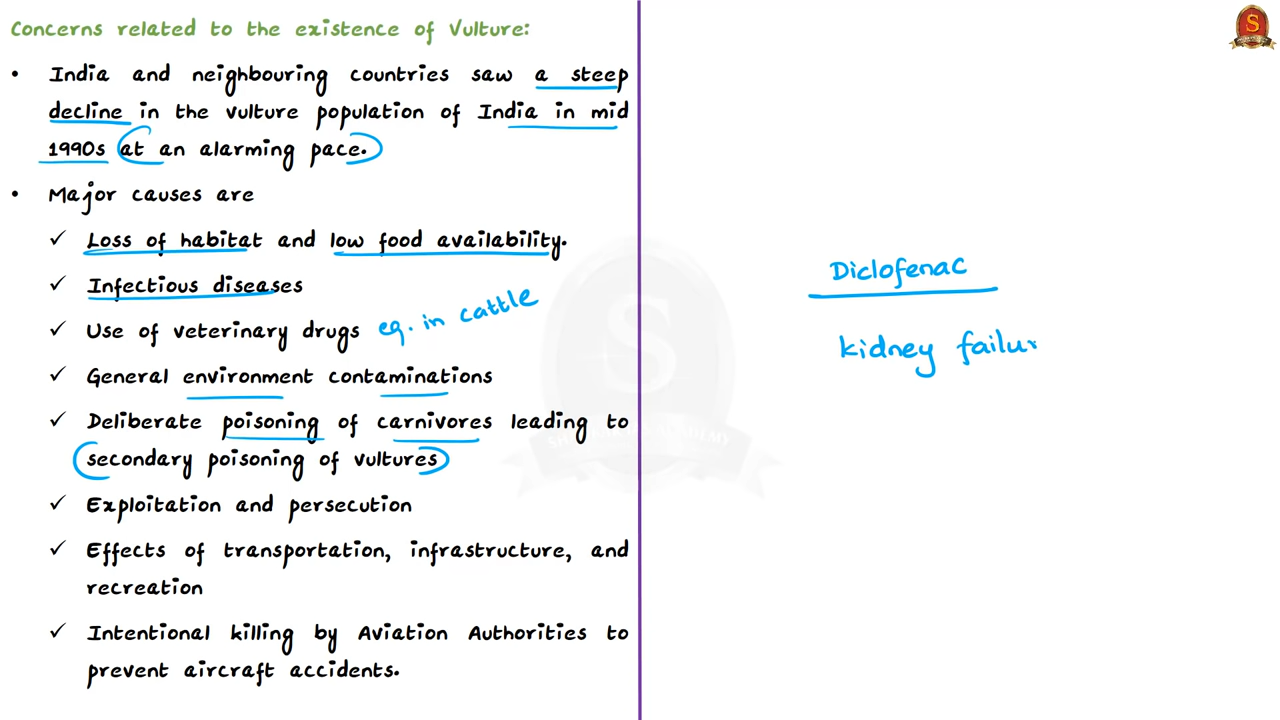 Concerns related to the existence of Vulture:
• India and neighbouring countries saw a steep
decline in the vulture population of India in mid
1990s at an alarming pace.
• Major causes are
✓ Loss of habitat and low food availability.
✓ Infectious diseases
✓ Use of veterinary drugs eg. in cattle
✓ General environment contaminations
✓ Deliberate poisoning of carnivores leading to
secondary poisoning of vultures
✓ Exploitation and persecution
✓ Effects of transportation, infrastructure, and
recreation
✓ Intentional killing by Aviation Authorities to
prevent aircraft accidents.
Diclofenac
kidney failur